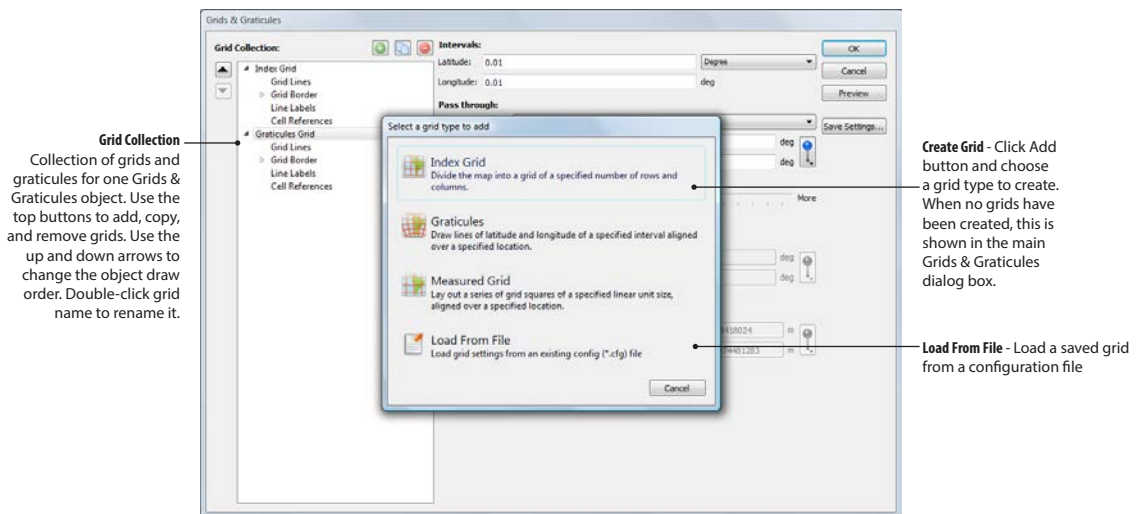 Grids & Graticules
Grid Collection:
Index Grid
Grid Lines
Grid Border
Line Labels
Cell References
Graticules Grid
Grid Lines
Grid Border
Line Labels
Cell References
Intervals:
Latitude: 0.01 Degree
Longitude: 0.01 deg
Pass through:
deg
deg
More
deg
deg
m
m
OK
Cancel
Preview
Save Settings...
Select a grid type to add
Index Grid
Divide the map into a grid of a specified number of rows and
columns.
Graticules
Draw lines of latitude and longitude of a specified interval aligned
over a specified location.
Measured Grid
Lay out a series of grid squares of a specified linear unit size,
aligned over a specified location.
Load From File
Load grid settings from an existing config (*.cfg) file
Cancel
Grid Collection
Collection of grids and
graticules for one Grids &
Graticules object. Use the
top buttons to add, copy,
and remove grids. Use the
up and down arrows to
change the object draw
order. Double-click grid
name to rename it.
Create Grid - Click Add
button and choose
a grid type to create.
When no grids have
been created, this is
shown in the main
Grids & Graticules
dialog box.
Load From File - Load a saved grid
from a configuration file